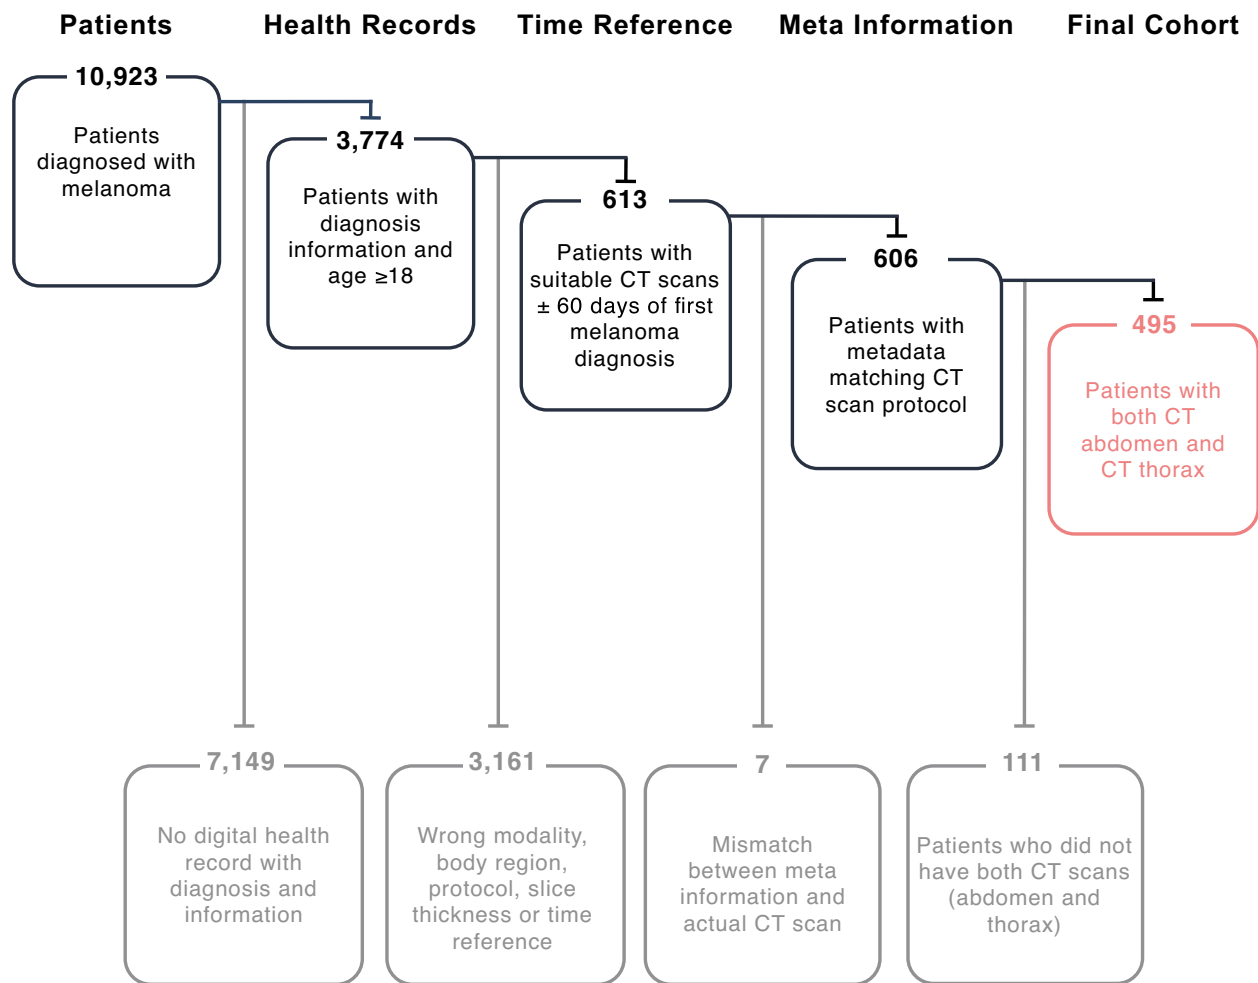 Patients Health Records Time Reference Meta Information Final Cohort
10,923
Patients
diagnosed with
melanoma
3,774
Patients with
diagnosis
information and
age ≥18
613
Patients with
suitable CT scans
± 60 days of first
melanoma
diagnosis
606
Patients with
metadata
matching CT
scan protocol
495
Patients with
both CT
abdomen and
CT thorax
7,149
No digital health
record with
diagnosis and
information
3,161
Wrong modality,
body region,
protocol, slice
thickness or time
reference
7
Mismatch
between meta
information and
actual CT scan
111
Patients who did not
have both CT scans
(abdomen and
thorax)